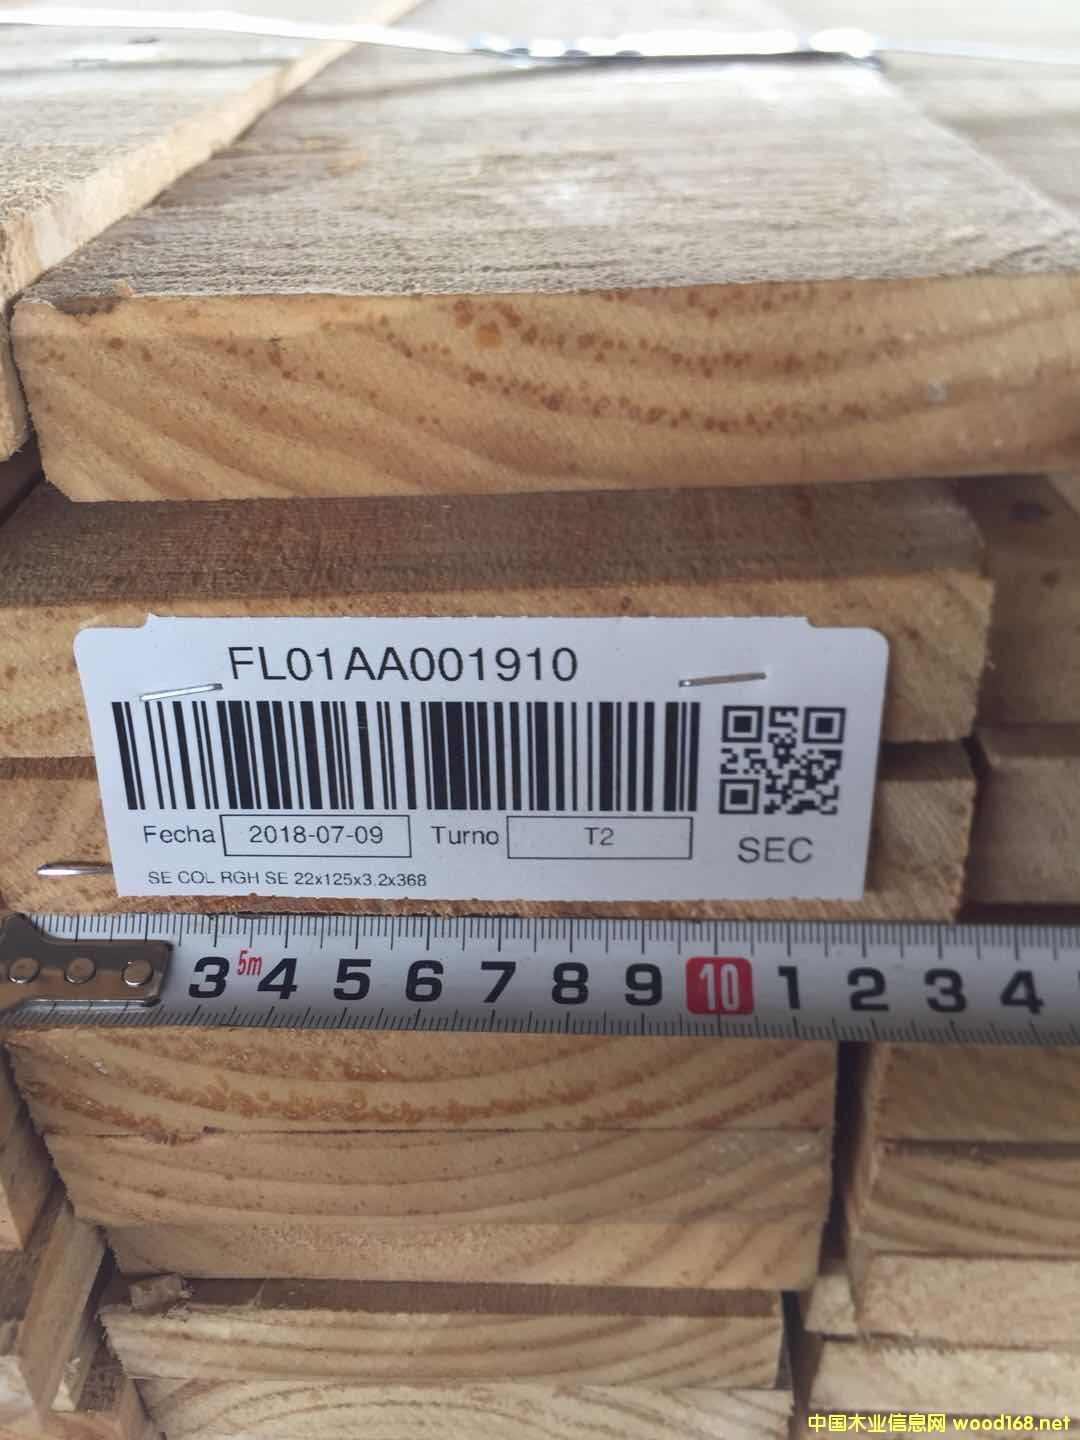 FL01AA001910
Fecha 2018-07-09 Turno T2
SEC
SE COL RGH SE 22x125x3.2x368
3 5m 4 5 6 7 8 9 10 1 2 3 4
中国木业信息网 wood168.net